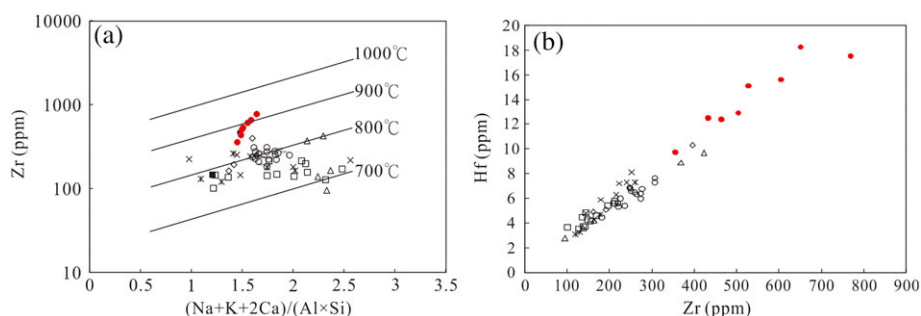 (a)
10000
1000
100
10
Zr (ppm)
1000℃
900℃
800℃
700℃
0 0.5 1 1.5 2 2.5 3 3.5
(Na+K+2Ca)/(Al×Si)
(b)
20
18
16
14
12
10
8
6
4
2
0
Hf (ppm)
0 100 200 300 400 500 600 700 800 900
Zr (ppm)